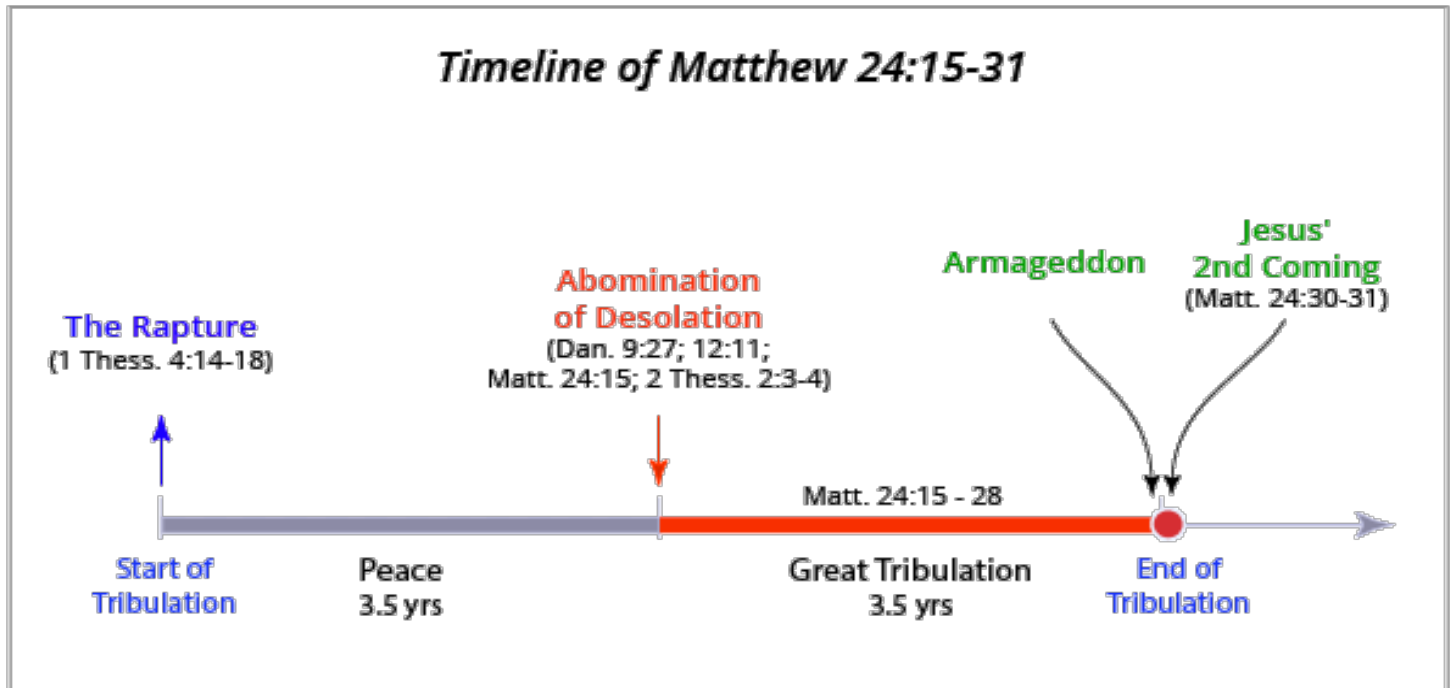 Timeline of Matthew 24:15-31
Jesus'
2nd Coming
(Matt. 24:30-31)
Armageddon
Abomination
of Desolation
(Dan. 9:27; 12:11;
Matt. 24:15; 2 Thess. 2:3-4)
The Rapture
(1 Thess. 4:14-18)
Matt. 24:15 - 28
Start of
Tribulation
Peace
3.5 yrs
Great Tribulation
3.5 yrs
End of
Tribulation